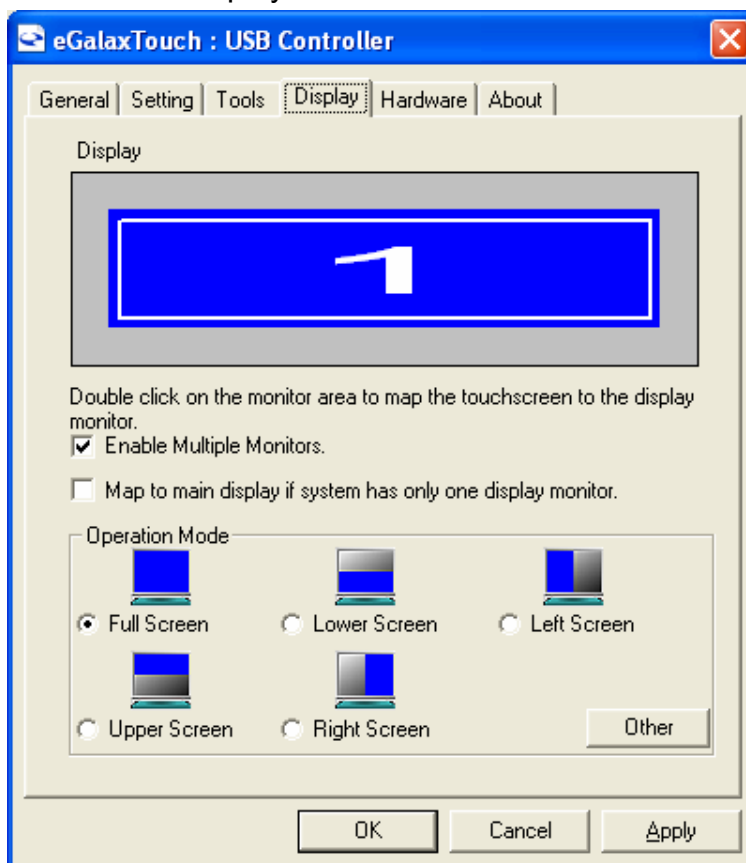 eGalaxTouch : USB Controller
General Setting Tools Display Hardware About
Display
1
Double click on the monitor area to map the touchscreen to the display
monitor.
Enable Multiple Monitors.
Map to main display if system has only one display monitor.
Operation Mode
Full Screen Lower Screen Left Screen
Upper Screen Right Screen Other
OK Cancel Apply